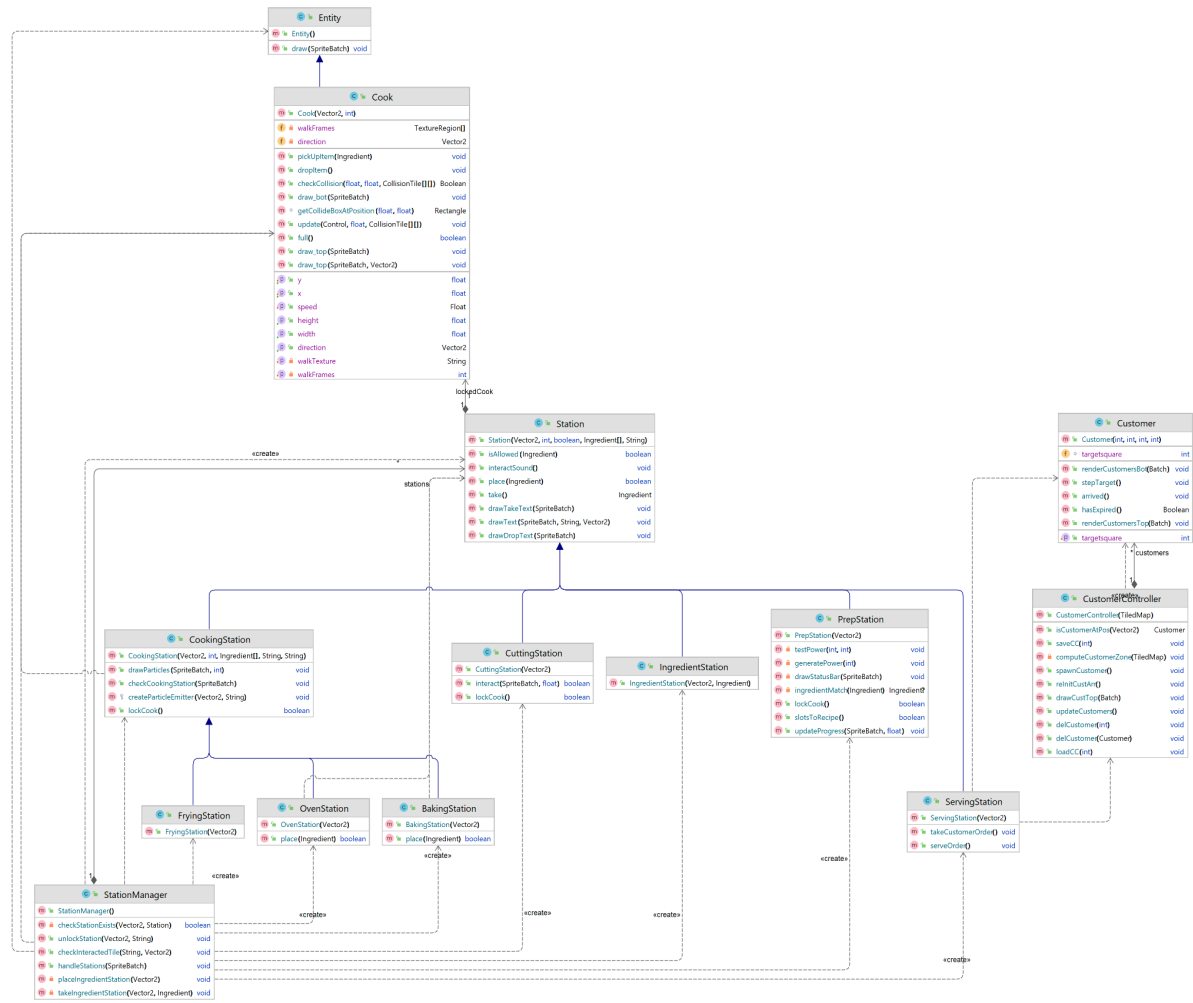 Entity
Entity()
draw(SpriteBatch) void
Cook
Cook(Vector2, int)
walkFrames TextureRegion[]
direction Vector2
pickUpItem(Ingredient) void
dropItem() void
checkCollision(float, float, CollisionTile[][]) Boolean
draw_bot(SpriteBatch) void
getCollideBoxAtPosition(float, float) Rectangle
update(Control, float, CollisionTile[][]) void
full() boolean
draw_top(SpriteBatch) void
draw_top(SpriteBatch, Vector2) void
y float
x float
speed Float
height float
width float
direction Vector2
walkTexture String
walkFrames int
lockedCook
1
1
Station
Station(Vector2, int, boolean, Ingredient[], String)
isAllowed(Ingredient) boolean
interactSound() void
place(Ingredient) boolean
take() Ingredient
drawTakeText(SpriteBatch) void
drawText(SpriteBatch, String, Vector2) void
drawDropText(SpriteBatch) void
«create»
*
stations
Customer
Customer(int, int, int, int)
targetsquare int
renderCustomersBot(Batch) void
stepTarget() void
arrived() void
hasExpired() Boolean
renderCustomersTop(Batch) void
targetsquare int
* customers
1
«create»
CustomerController
CustomerController(TiledMap)
isCustomerAtPos(Vector2) Customer
saveCC(int) void
computeCustomerZone(TiledMap) void
spawnCustomer() void
reInitCustArr() void
drawCustTop(Batch) void
updateCustomers() void
delCustomer(int) void
delCustomer(Customer) void
loadCC(int) void
CookingStation
CookingStation(Vector2, int, Ingredient[], String, String)
drawParticles(SpriteBatch, int) void
checkCookingStation(SpriteBatch) void
createParticleEmitter(Vector2, String) void
lockCook() boolean
CuttingStation
CuttingStation(Vector2)
interact(SpriteBatch, float) boolean
lockCook() boolean
IngredientStation
IngredientStation(Vector2, Ingredient)
PrepStation
PrepStation(Vector2)
testPower(int, int) void
generatePower(int) void
drawStatusBar(SpriteBatch) void
ingredientMatch(Ingredient) Ingredient?
lockCook() boolean
slotsToRecipe() boolean
updateProgress(SpriteBatch, float) void
FryingStation
FryingStation(Vector2)
OvenStation
OvenStation(Vector2)
place(Ingredient) boolean
BakingStation
BakingStation(Vector2)
place(Ingredient) boolean
ServingStation
ServingStation(Vector2)
takeCustomerOrder() void
serveOrder() void
«create»
«create»
«create»
«create»
«create»
«create»
«create»
1
StationManager
StationManager()
checkStationExists(Vector2, Station) boolean
unlockStation(Vector2, String) void
checkInteractedTile(String, Vector2) void
handleStations(SpriteBatch) void
placeIngredientStation(Vector2) void
takeIngredientStation(Vector2, Ingredient) void